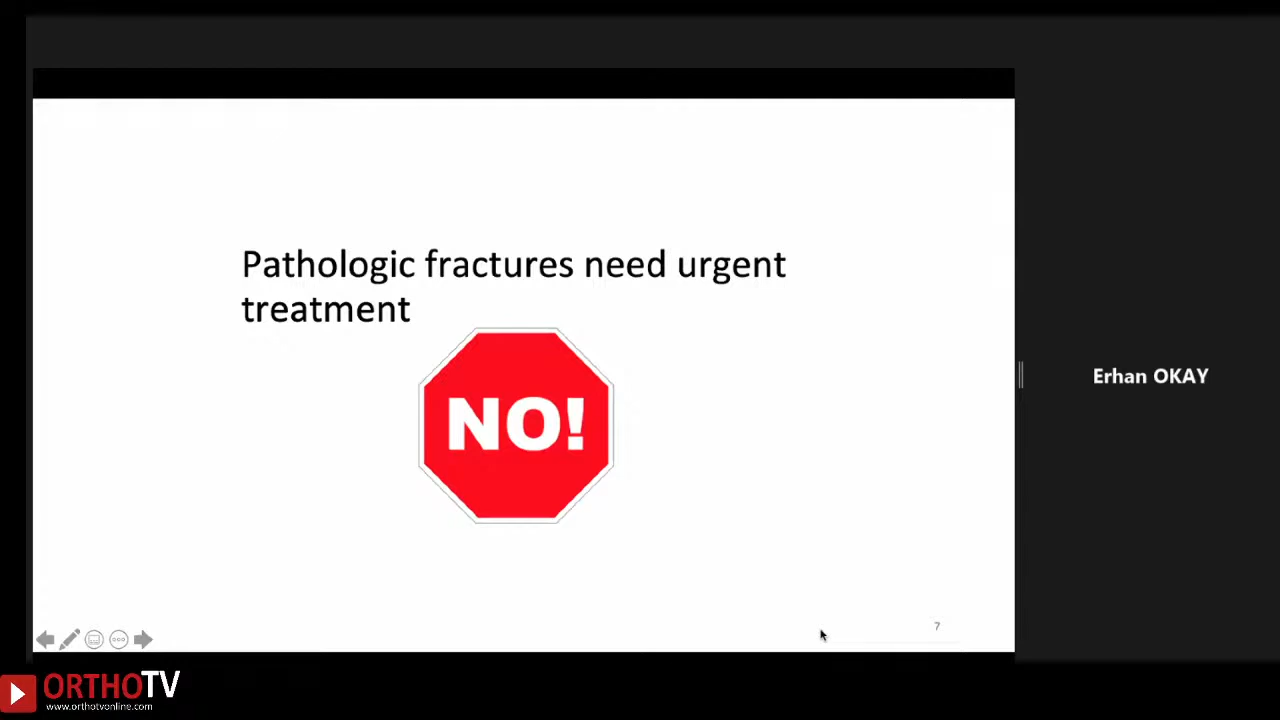 Pathologic fractures need urgent
treatment
NO!
Erhan OKAY
7
ORTHOTV
www.orthotvonline.com